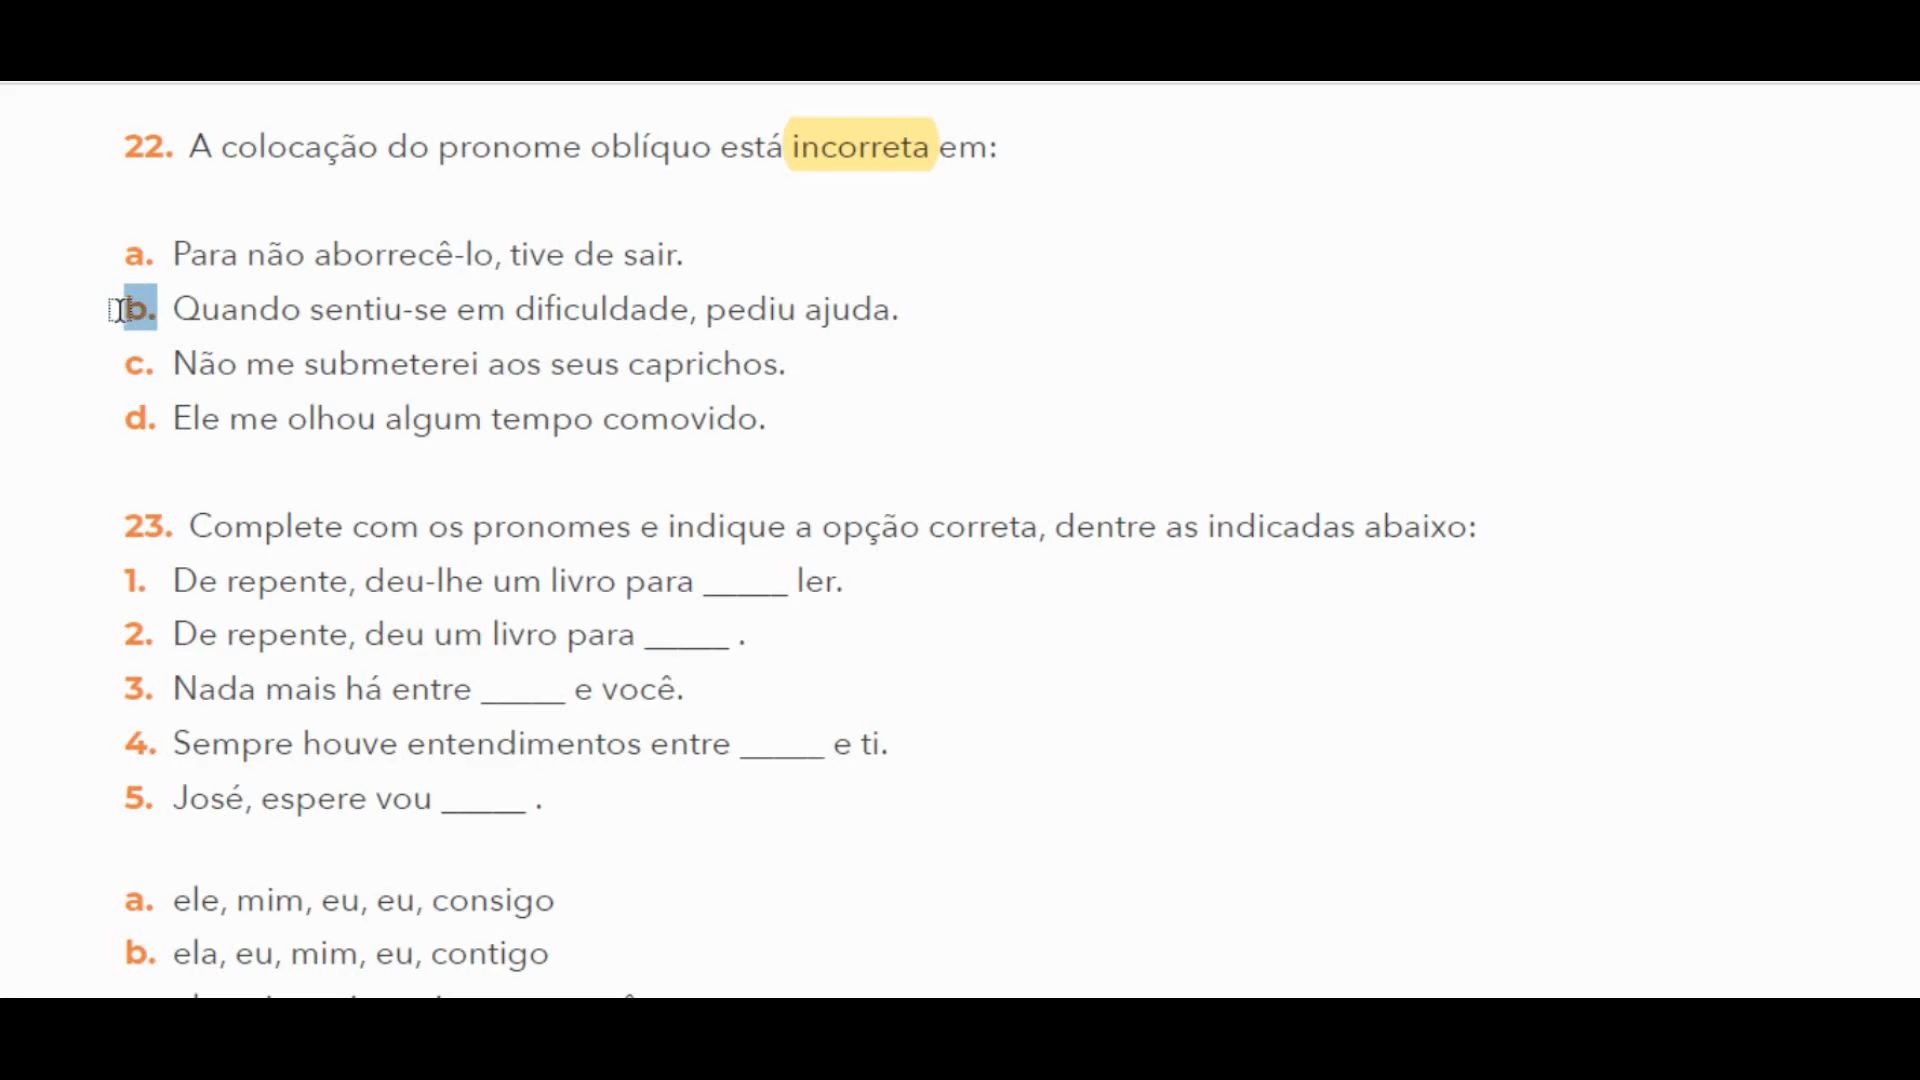 22. A colocação do pronome oblíquo está incorreta em:
a. Para não aborrecê-lo, tive de sair.
b. Quando sentiu-se em dificuldade, pediu ajuda.
c. Não me submeterei aos seus caprichos.
d. Ele me olhou algum tempo comovido.
23. Complete com os pronomes e indique a opção correta, dentre as indicadas abaixo:
1. De repente, deu-lhe um livro para _____ ler.
2. De repente, deu um livro para _____ .
3. Nada mais há entre _____ e você.
4. Sempre houve entendimentos entre _____ e ti.
5. José, espere vou _____ .
a. ele, mim, eu, eu, consigo
b. ela, eu, mim, eu, contigo